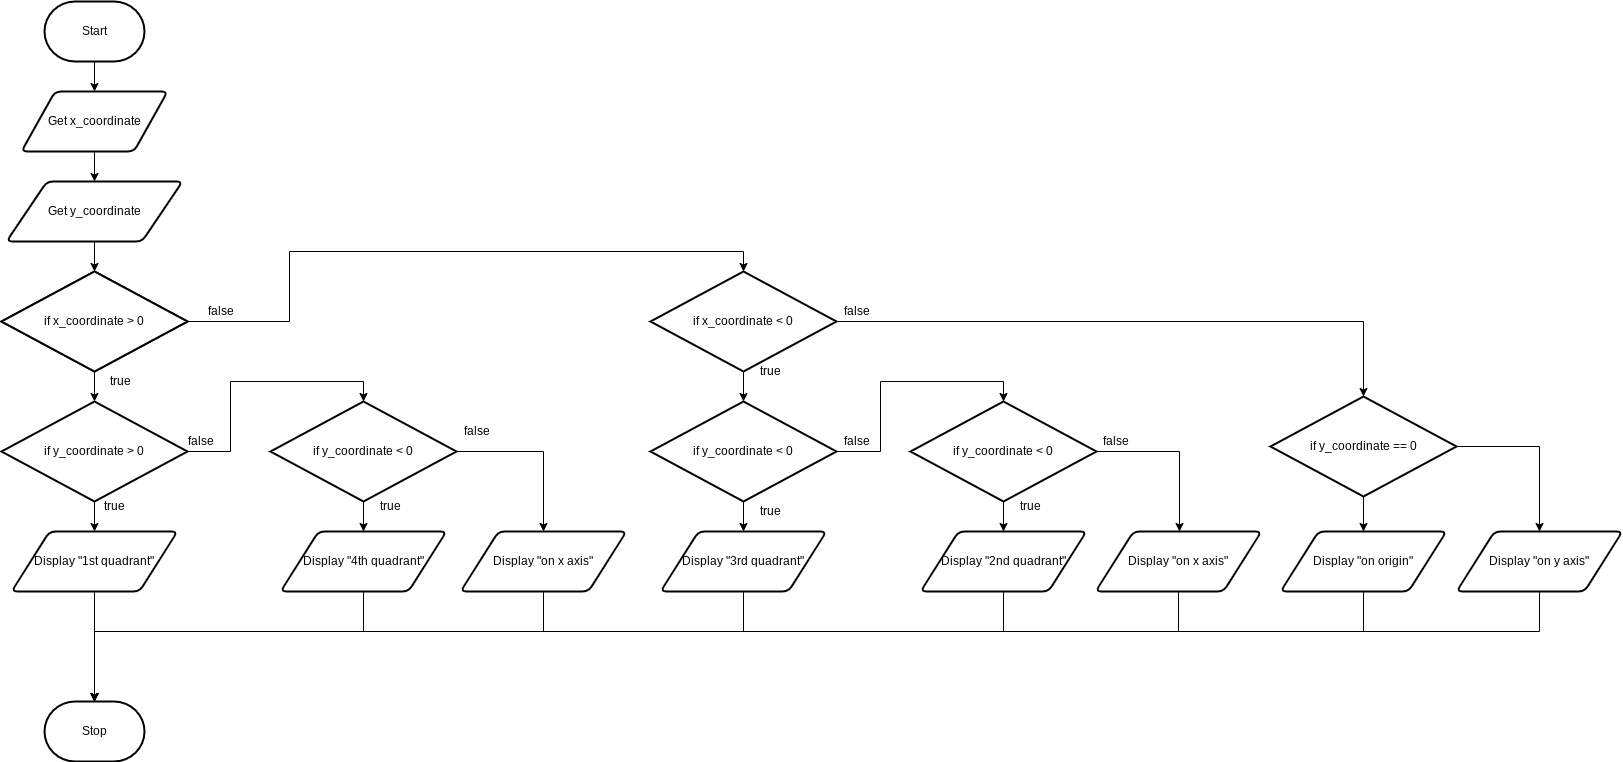 Start
Get x_coordinate
Get y_coordinate
if x_coordinate > 0
false
if x_coordinate < 0
false
true
true
if y_coordinate > 0
false
if y_coordinate < 0
false
if y_coordinate < 0
false
if y_coordinate < 0
false
if y_coordinate == 0
true
true
true
true
Display "1st quadrant"
Display "4th quadrant"
Display "on x axis"
Display "3rd quadrant"
Display "2nd quadrant"
Display "on x axis"
Display "on origin"
Display "on y axis"
Stop